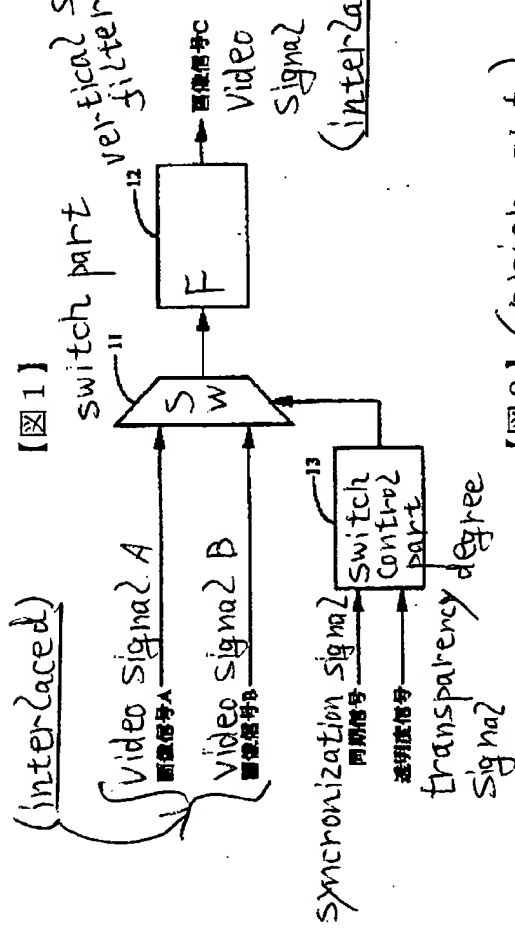 (interlaced)
【図1】
switch part
vertical
filter
Video signal A
画像信号A
Video signal B
画像信号B
11
S W
12
F
画像信号C
Video
signal
syncronization signal
同期信号
透明度信号
transparency degree
signal
13
switch
control
part